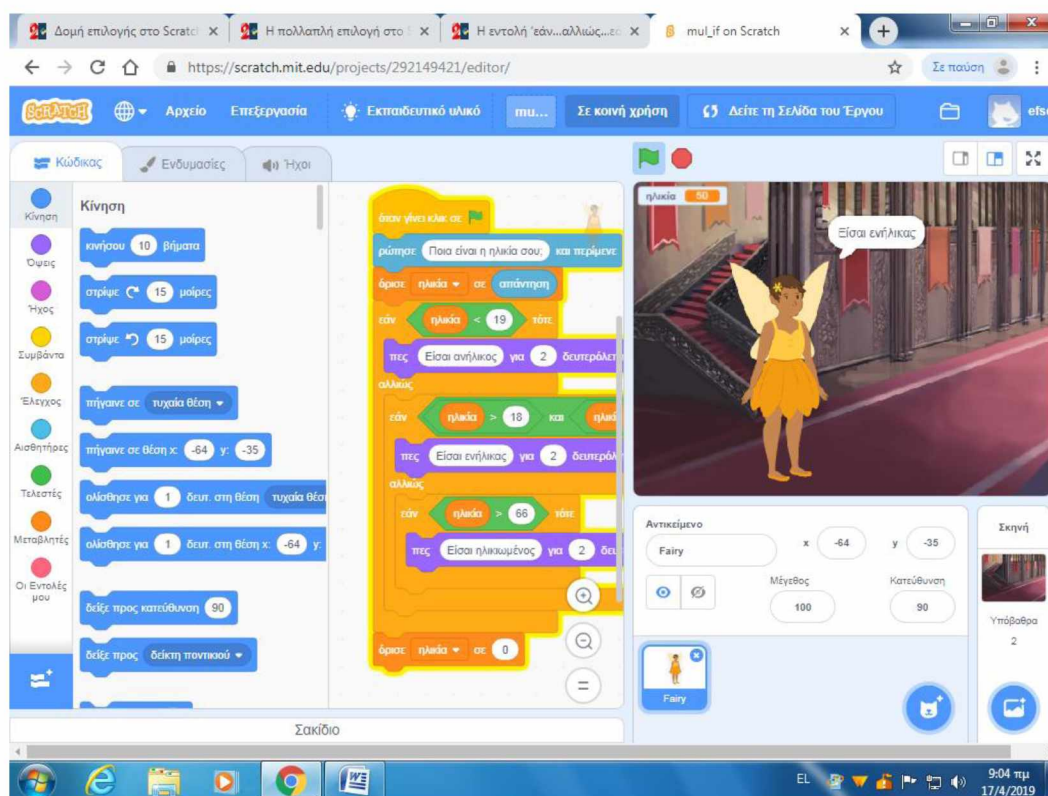 Δομή επιλογής στο Scratcl
Η πολλαπλή επιλογή στο
Η εντολή 'εάν...αλλιώς...εά
mul_if on Scratch
https://scratch.mit.edu/projects/292149421/editor/
Σε παύση
SCRATCH
Αρχείο
Επεξεργασία
Εκπαιδευτικό υλικό
mu...
Σε κοινή χρήση
Δείτε τη Σελίδα του Έργου
efse
Κώδικας
Ενδυμασίες
Ήχοι
Κίνηση
Όψεις
Ήχος
Συμβάντα
Έλεγχος
Αισθητήρες
Τελεστές
Μεταβλητές
Οι Εντολές
μου
Κίνηση
κινήσου 10 βήματα
στρίψε 15 μοίρες
στρίψε 15 μοίρες
πήγαινε σε τυχαία θέση
πήγαινε σε θέση x: -64 y: -35
ολίσθησε για 1 δευτ. στη θέση τυχαία θέσ
ολίσθησε για 1 δευτ. στη θέση x: -64 y:
δείξε προς κατεύθυνση 90
δείξε προς δείκτη ποντικιού
όταν γίνει κλικ σε
ρώτησε Ποια είναι η ηλικία σου; και περίμενε
όρισε ηλικία σε απάντηση
εάν ηλικία < 19 τότε
πες Είσαι ανήλικος για 2 δευτερόλεπ
αλλιώς
εάν ηλικία > 18 και ηλικί
πες Είσαι ενήλικας για 2 δευτερόλ
αλλιώς
εάν ηλικία > 66 τότε
πες Είσαι ηλικιωμένος για 2 δευ
όρισε ηλικία σε 0
ηλικία 50
Είσαι ενήλικας
Αντικείμενο
Fairy
x -64 y -35
Μέγεθος
100
Κατεύθυνση
90
Fairy
Σκηνή
Υπόβαθρα
2
Σακίδιο
EL
9:04 πμ
17/4/2019